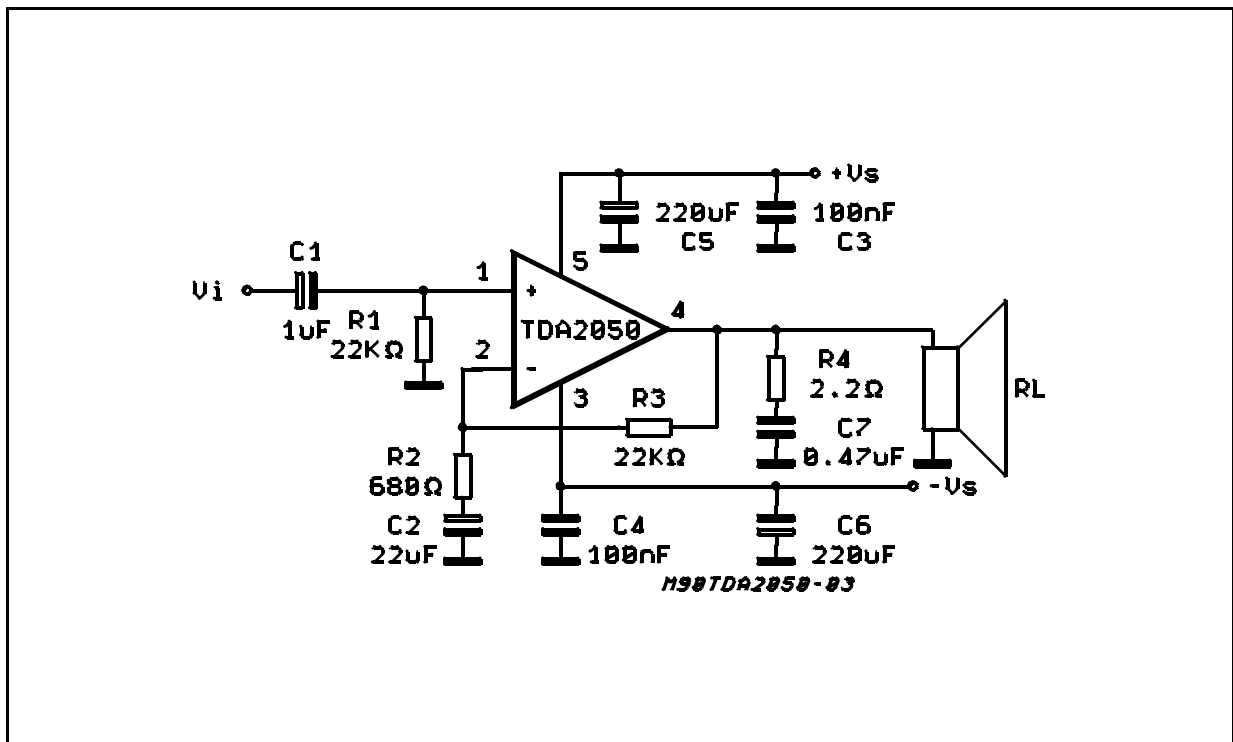 +Vs
220uF
100nF
C5
C3
C1
5
1
Vi
+
4
1uF
R1
TDA2050
22KΩ
2
R4
-
2.2Ω
3
R3
RL
C7
22KΩ
0.47uF
R2
680Ω
-Vs
C2
C4
C6
22uF
100nF
220uF
M90TDA2050-03